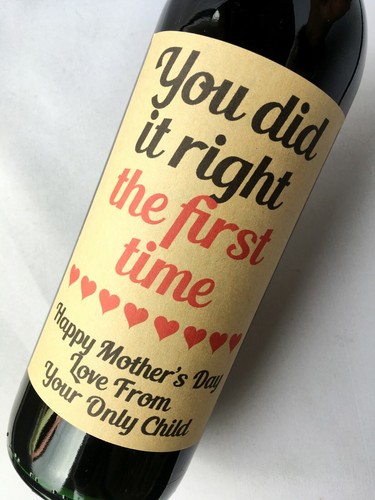 You did
it right
the first
time
Happy Mother's Day
Love From
Your Only Child